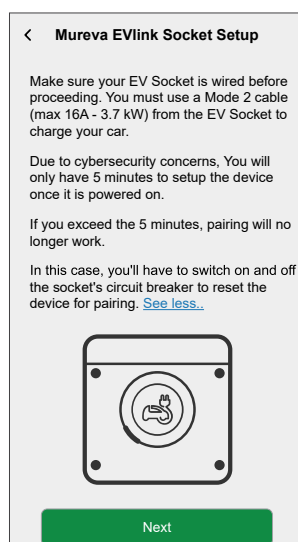 Mureva EVlink Socket Setup
Make sure your EV Socket is wired before
proceeding. You must use a Mode 2 cable
(max 16A - 3.7 kW) from the EV Socket to
charge your car.
Due to cybersecurity concerns, You will
only have 5 minutes to setup the device
once it is powered on.
If you exceed the 5 minutes, pairing will no
longer work.
In this case, you'll have to switch on and off
the socket's circuit breaker to reset the
device for pairing. See less..
Next